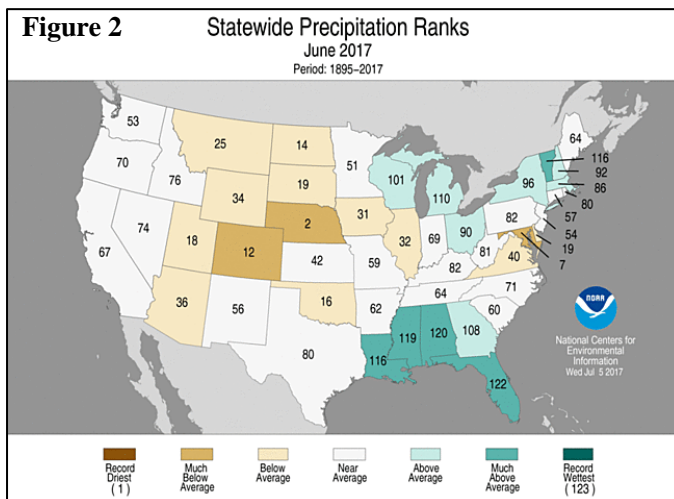 Figure 2
Statewide Precipitation Ranks
June 2017
Period: 1895-2017
53
25
14
51
64
116
92
86
80
57
54
19
7
70
76
34
19
101
110
96
2
31
90
82
74
18
12
32
69
81
40
67
42
59
82
71
36
56
16
62
64
60
80
116
119
120
108
122
NOAA
National Centers for
Environmental
Information
Wed Jul 5 2017
Record
Driest
(1)
Much
Below
Average
Below
Average
Near
Average
Above
Average
Much
Above
Average
Record
Wettest
(123)